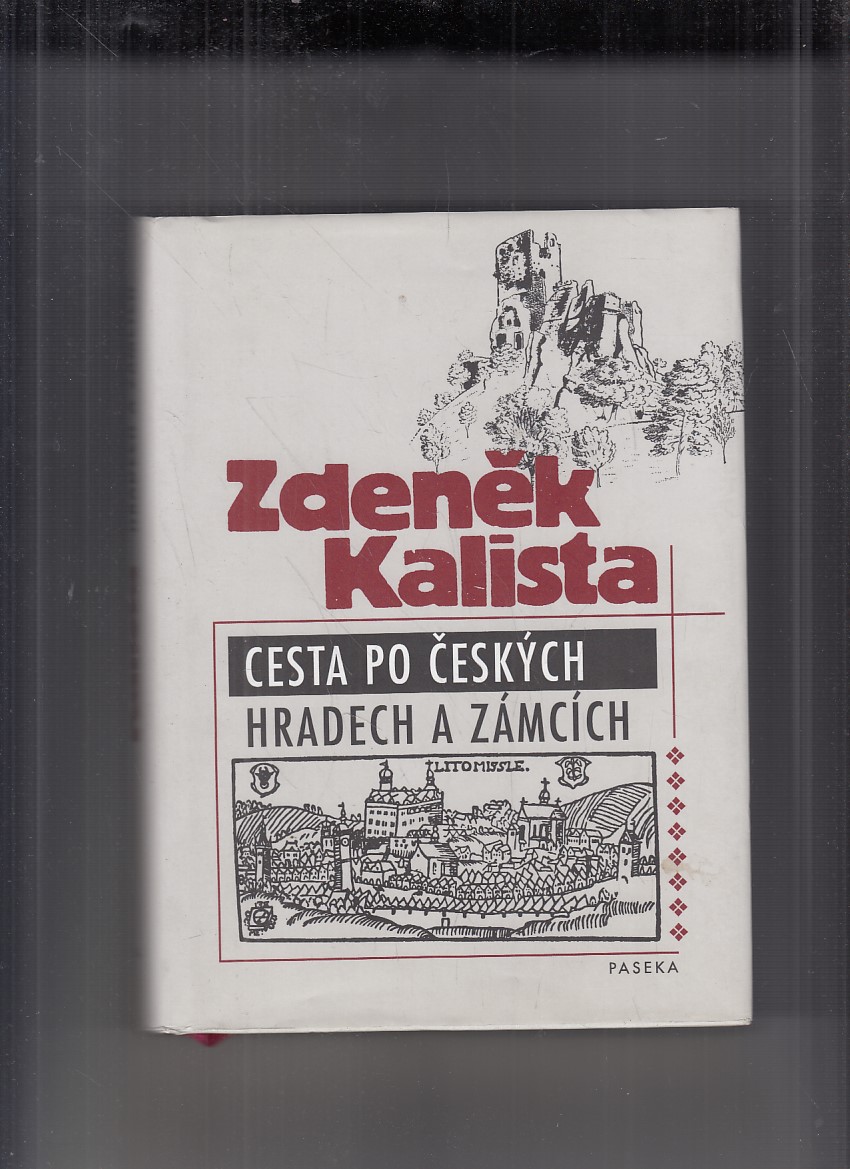 Zdeněk
Kalista
CESTA PO ČESKÝCH
HRADECH A ZÁMCÍCH
LITOMISSLE.
PASEKA